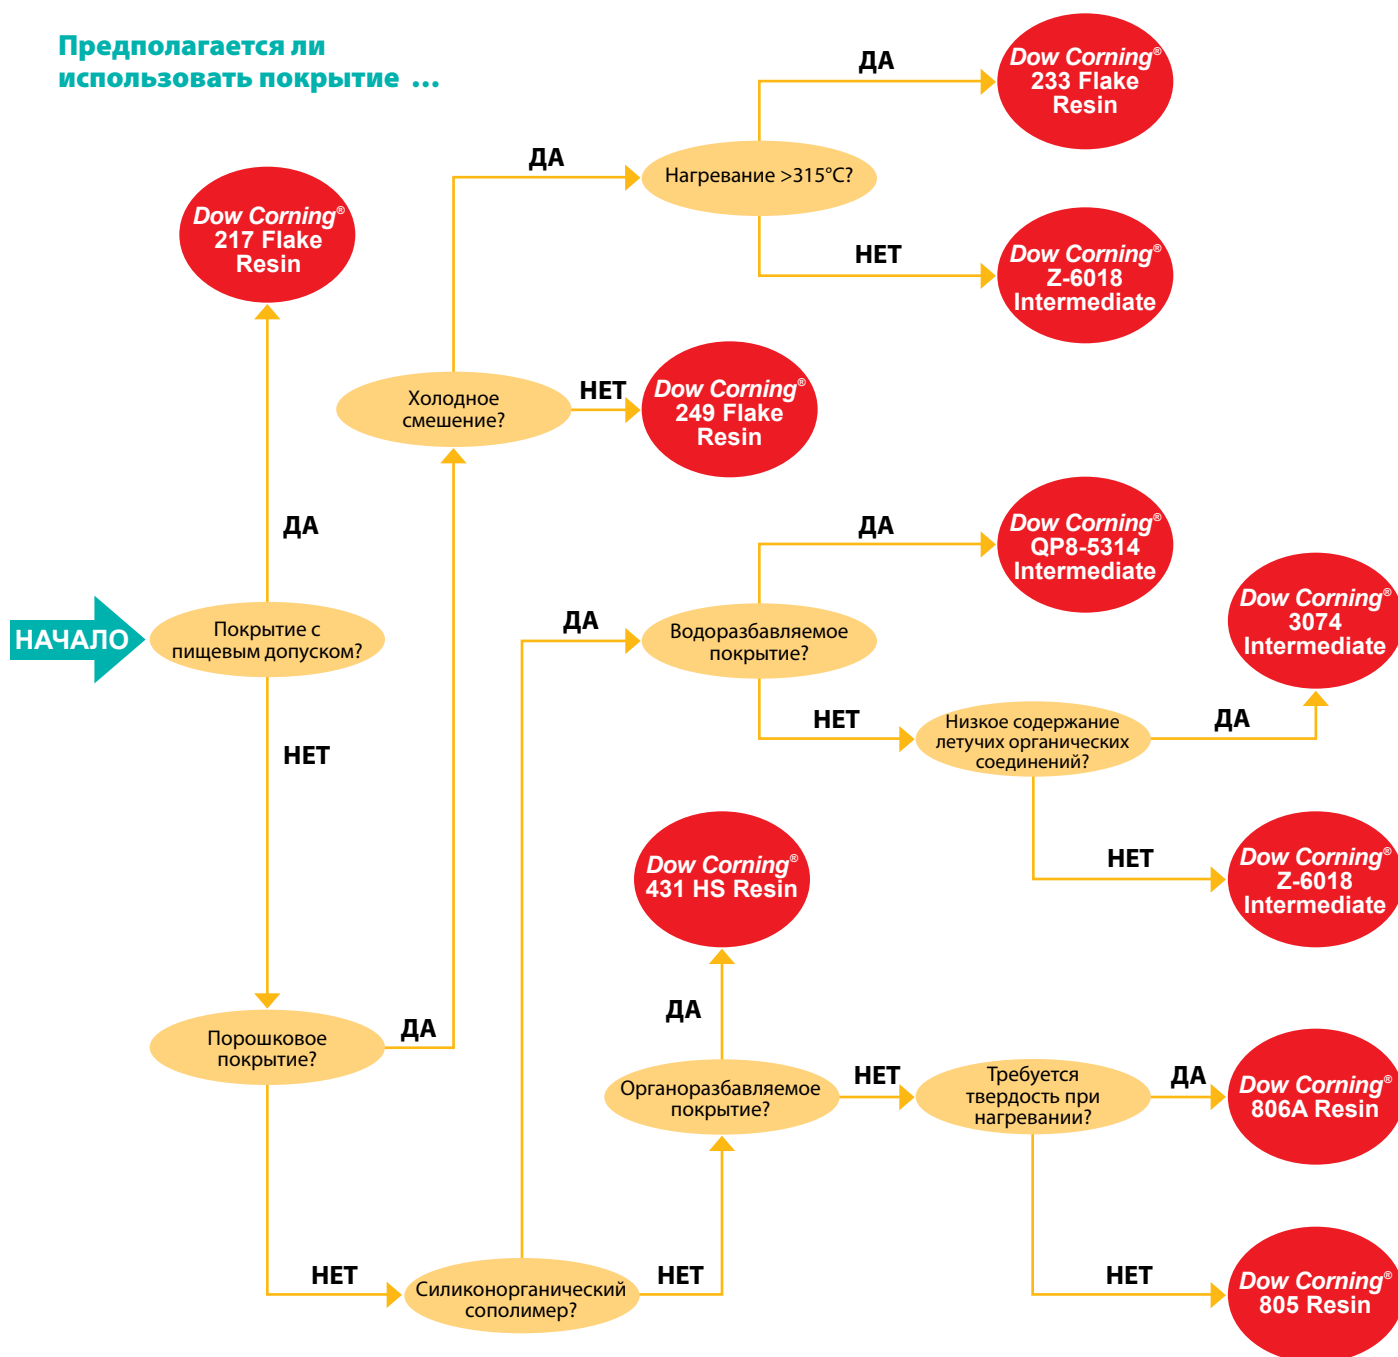 Предполагается ли
использовать покрытие ...
ДА
Dow Corning®
233 Flake
Resin
ДА
Нагревание >315°C?
Dow Corning®
217 Flake
Resin
НЕТ
Dow Corning®
Z-6018
Intermediate
Холодное
смешение?
НЕТ
Dow Corning®
249 Flake
Resin
ДА
ДА
Dow Corning®
QP8-5314
Intermediate
НАЧАЛО
Покрытие с
пищевым допуском?
ДА
Водоразбавляемое
покрытие?
Dow Corning®
3074
Intermediate
НЕТ
НЕТ
Низкое содержание
летучих органических
соединений?
ДА
Dow Corning®
431 HS Resin
НЕТ
Dow Corning®
Z-6018
Intermediate
Порошковое
покрытие?
ДА
ДА
Органоразбавляемое
покрытие?
НЕТ
Требуется
твердость при
нагревании?
ДА
Dow Corning®
806A Resin
НЕТ
Силиконорганический
сополимер?
НЕТ
НЕТ
Dow Corning®
805 Resin